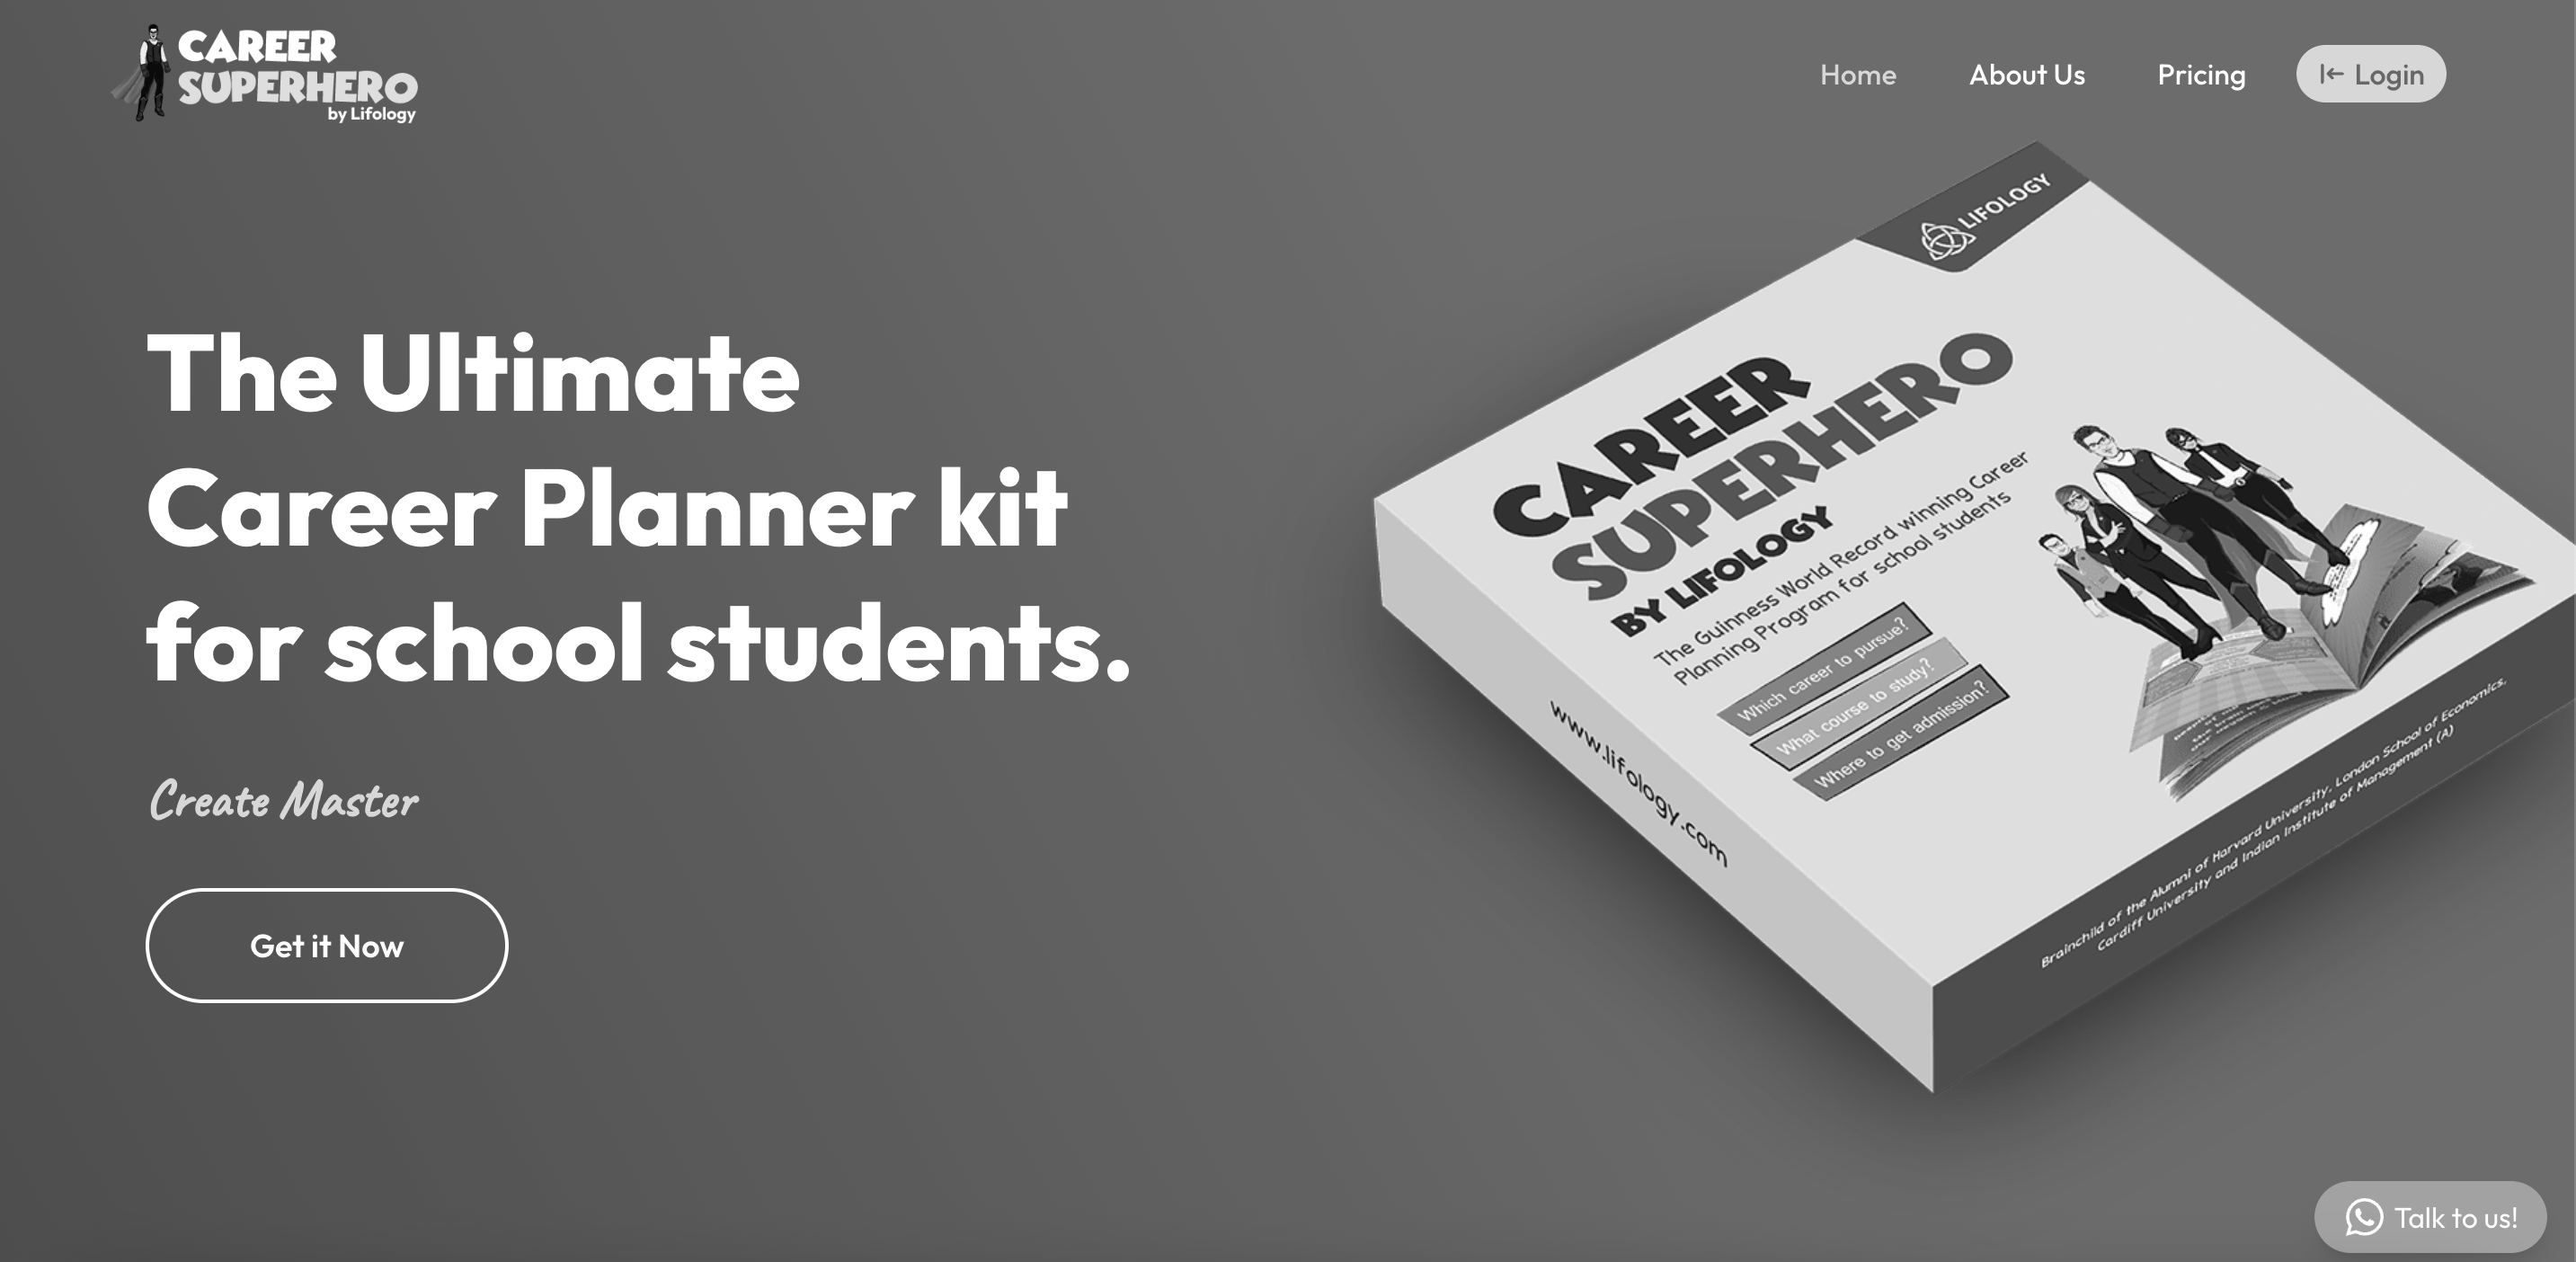 CAREER
SUPERHERO
by Lifology
Home
About Us
Pricing
Login
The Ultimate
Career Planner kit
for school students.
Create Master
Get it Now
LIFOLOGY
CAREER
SUPERHERO
BY LIFOLOGY
The Guinness World Record winning Career
Planning Program for school students
Which career to pursue?
What course to study?
Where to get admission?
www.lifology.com
Brainchild of the Alumni of Harvard University, London School of Economics,
Cardiff University and Indian Institute of Management (A)
Talk to us!